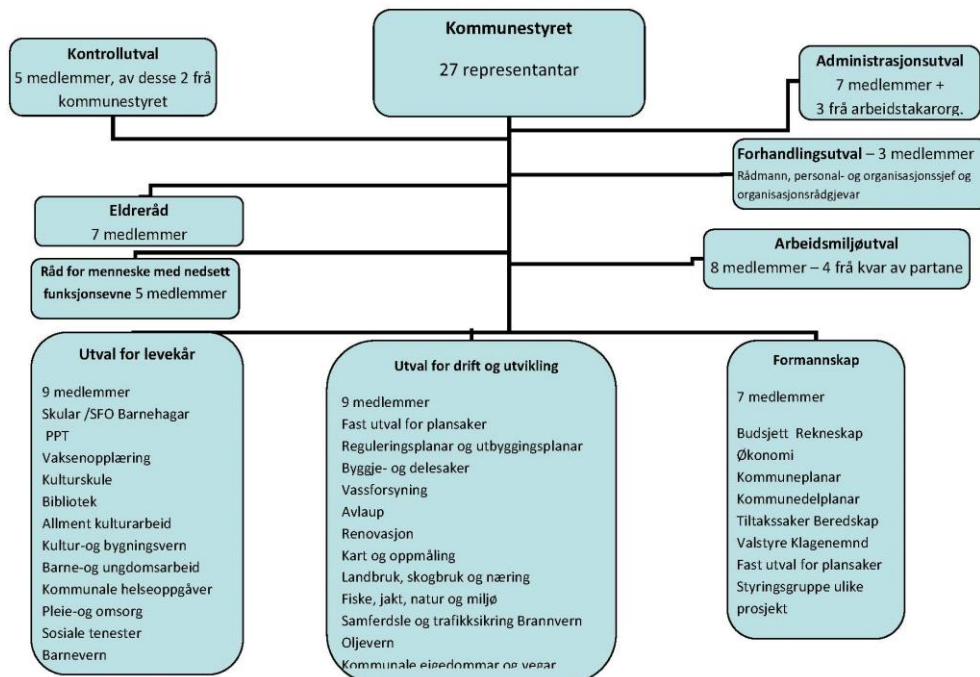 Kommunestyret
27 representantar
Kontrollutval
5 medlemmer, av desse 2 frå
kommunestyret
Administrasjonsutval
7 medlemmer +
3 frå arbeidstakarorg.
Forhandlingsutval – 3 medlemmer
Rådmann, personal- og organisasjonssjef og
organisasjonsrådgjevar
Eldreråd
7 medlemmer
Arbeidsmiljøutval
8 medlemmer – 4 frå kvar av partane
Råd for menneske med nedsett
funksjonsevne 5 medlemmer
Utval for levekår
9 medlemmer
Skular /SFO Barnehagar
PPT
Vaksenopplæring
Kulturskule
Bibliotek
Allment kulturarbeid
Kultur-og bygningsvern
Barne-og ungdomsarbeid
Kommunale helseoppgåver
Pleie-og omsorg
Sosiale tenester
Barnevern
Utval for drift og utvikling
9 medlemmer
Fast utval for plansaker
Reguleringsplanar og utbyggingsplanar
Byggje- og delesaker
Vassforsyning
Avlaup
Renovasjon
Kart og oppmåling
Landbruk, skogbruk og næring
Fiske, jakt, natur og miljø
Samferdsle og trafikksikring Brannvern
Oljevern
Kommunale eigedommar og vegar
Formannskap
7 medlemmer
Budsjett Rekneskap
Økonomi
Kommuneplanar
Kommunedelplanar
Tiltakssaker Beredskap
Valstyre Klagenemnd
Fast utval for plansaker
Styringsgruppe ulike
prosjekt